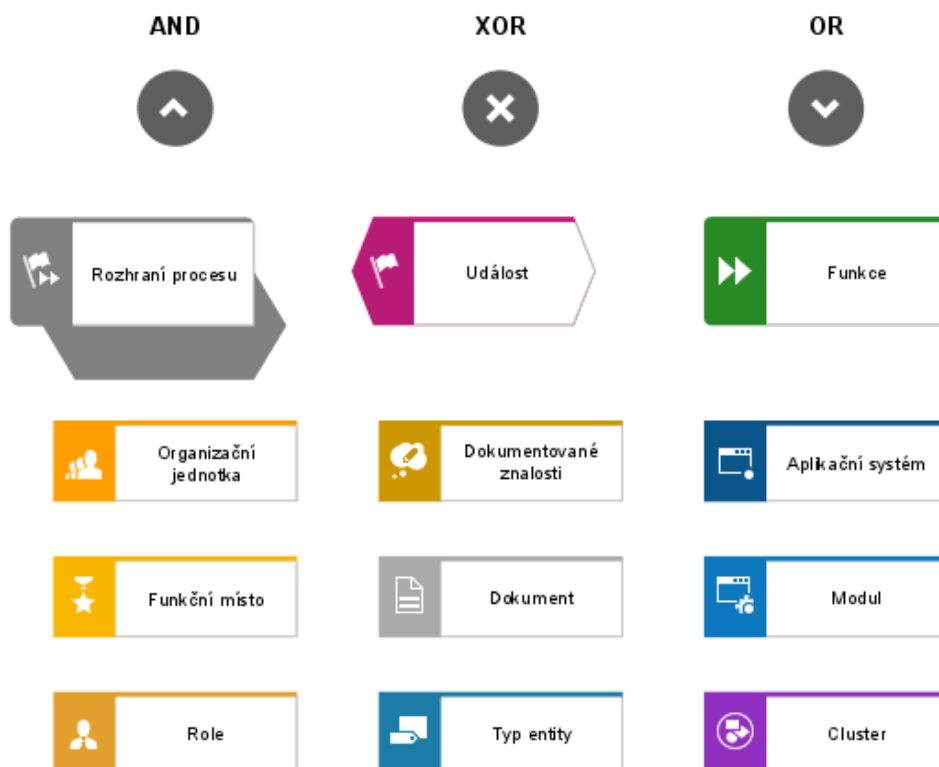 AND
XOR
OR
Rozhraní procesu
Událost
Funkce
Organizační
jednotka
Dokumentované
znalosti
Aplikační systém
Funkční místo
Dokument
Modul
Role
Typ entity
Cluster